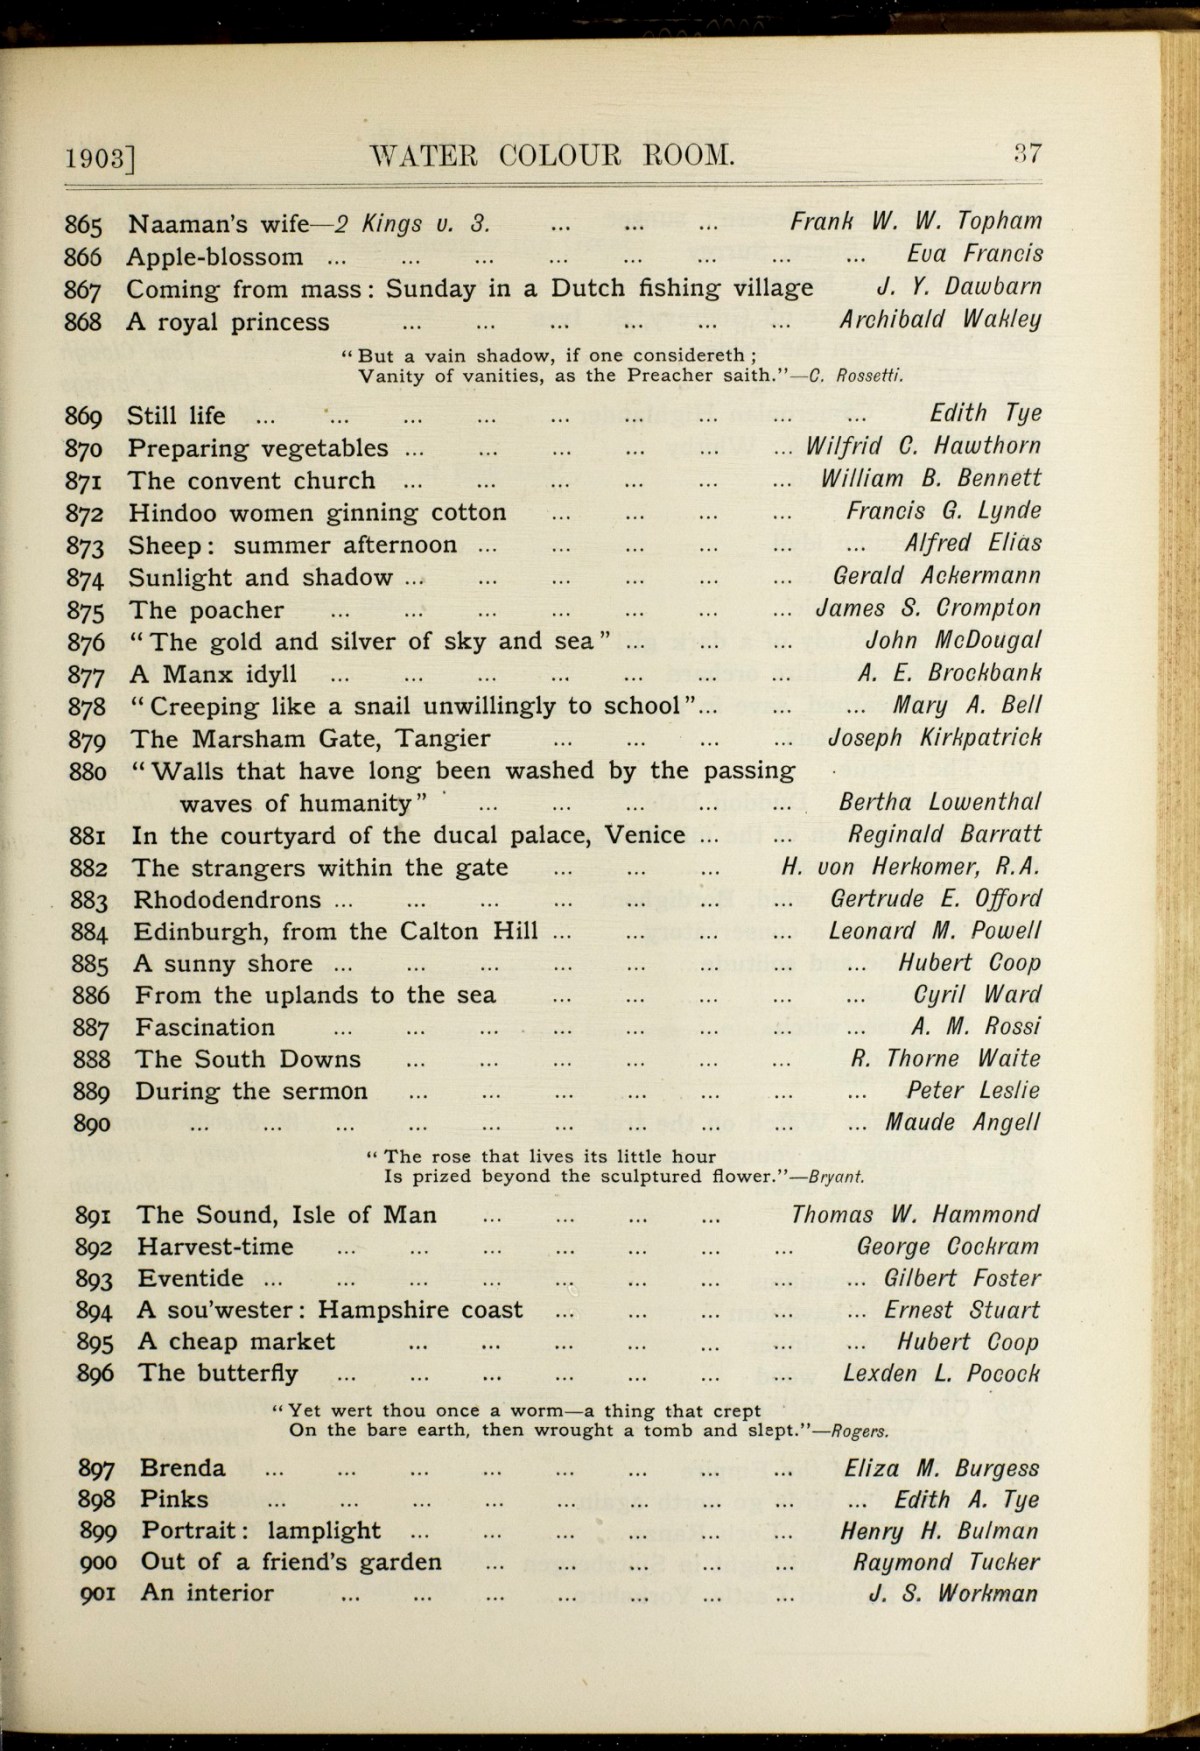 1903] WATER COLOUR ROOM. 37
865 Naaman's wife—2 Kings v. 3. ... ... ... Frank W. W. Topham
866 Apple-blossom ... ... ... ... ... ... ... ... Eva Francis
867 Coming from mass: Sunday in a Dutch fishing village J. Y. Dawbarn
868 A royal princess ... ... ... ... ... ... Archibald Wakley
"But a vain shadow, if one considereth;
Vanity of vanities, as the Preacher saith."—C. Rossetti.
869 Still life ... ... ... ... ... ... ... ... ... Edith Tye
870 Preparing vegetables ... ... ... ... ... ... Wilfrid C. Hawthorn
871 The convent church ... ... ... ... ... ... William B. Bennett
872 Hindoo women ginning cotton ... ... ... ... Francis G. Lynde
873 Sheep: summer afternoon ... ... ... ... ... ... Alfred Elias
874 Sunlight and shadow ... ... ... ... ... ... Gerald Ackermann
875 The poacher ... ... ... ... ... ... ... James S. Crompton
876 "The gold and silver of sky and sea" ... ... ... John McDougal
877 A Manx idyll ... ... ... ... ... ... ... A. E. Brockbank
878 "Creeping like a snail unwillingly to school"... ... ... Mary A. Bell
879 The Marsham Gate, Tangier ... ... ... ... Joseph Kirkpatrick
880 "Walls that have long been washed by the passing
waves of humanity" ... ... ... ... ... Bertha Lowenthal
881 In the courtyard of the ducal palace, Venice ... ... Reginald Barratt
882 The strangers within the gate ... ... ... H. von Herkomer, R.A.
883 Rhododendrons ... ... ... ... ... ... ... Gertrude E. Offord
884 Edinburgh, from the Calton Hill ... ... ... ... Leonard M. Powell
885 A sunny shore ... ... ... ... ... ... ... ... Hubert Coop
886 From the uplands to the sea ... ... ... ... ... Cyril Ward
887 Fascination ... ... ... ... ... ... ... ... A. M. Rossi
888 The South Downs ... ... ... ... ... ... R. Thorne Waite
889 During the sermon ... ... ... ... ... ... ... Peter Leslie
890 ... ... ... ... ... ... ... ... ... ... Maude Angell
"The rose that lives its little hour
Is prized beyond the sculptured flower."—Bryant.
891 The Sound, Isle of Man ... ... ... ... Thomas W. Hammond
892 Harvest-time ... ... ... ... ... ... ... George Cockram
893 Eventide ... ... ... ... ... ... ... ... ... Gilbert Foster
894 A sou'wester: Hampshire coast ... ... ... ... ... Ernest Stuart
895 A cheap market ... ... ... ... ... ... ... Hubert Coop
896 The butterfly ... ... ... ... ... ... ... Lexden L. Pocock
"Yet wert thou once a worm—a thing that crept
On the bare earth, then wrought a tomb and slept."—Rogers.
897 Brenda ... ... ... ... ... ... ... ... Eliza M. Burgess
898 Pinks ... ... ... ... ... ... ... ... ... Edith A. Tye
899 Portrait: lamplight ... ... ... ... ... ... Henry H. Bulman
900 Out of a friend's garden ... ... ... ... ... Raymond Tucker
901 An interior ... ... ... ... ... ... ... J. S. Workman